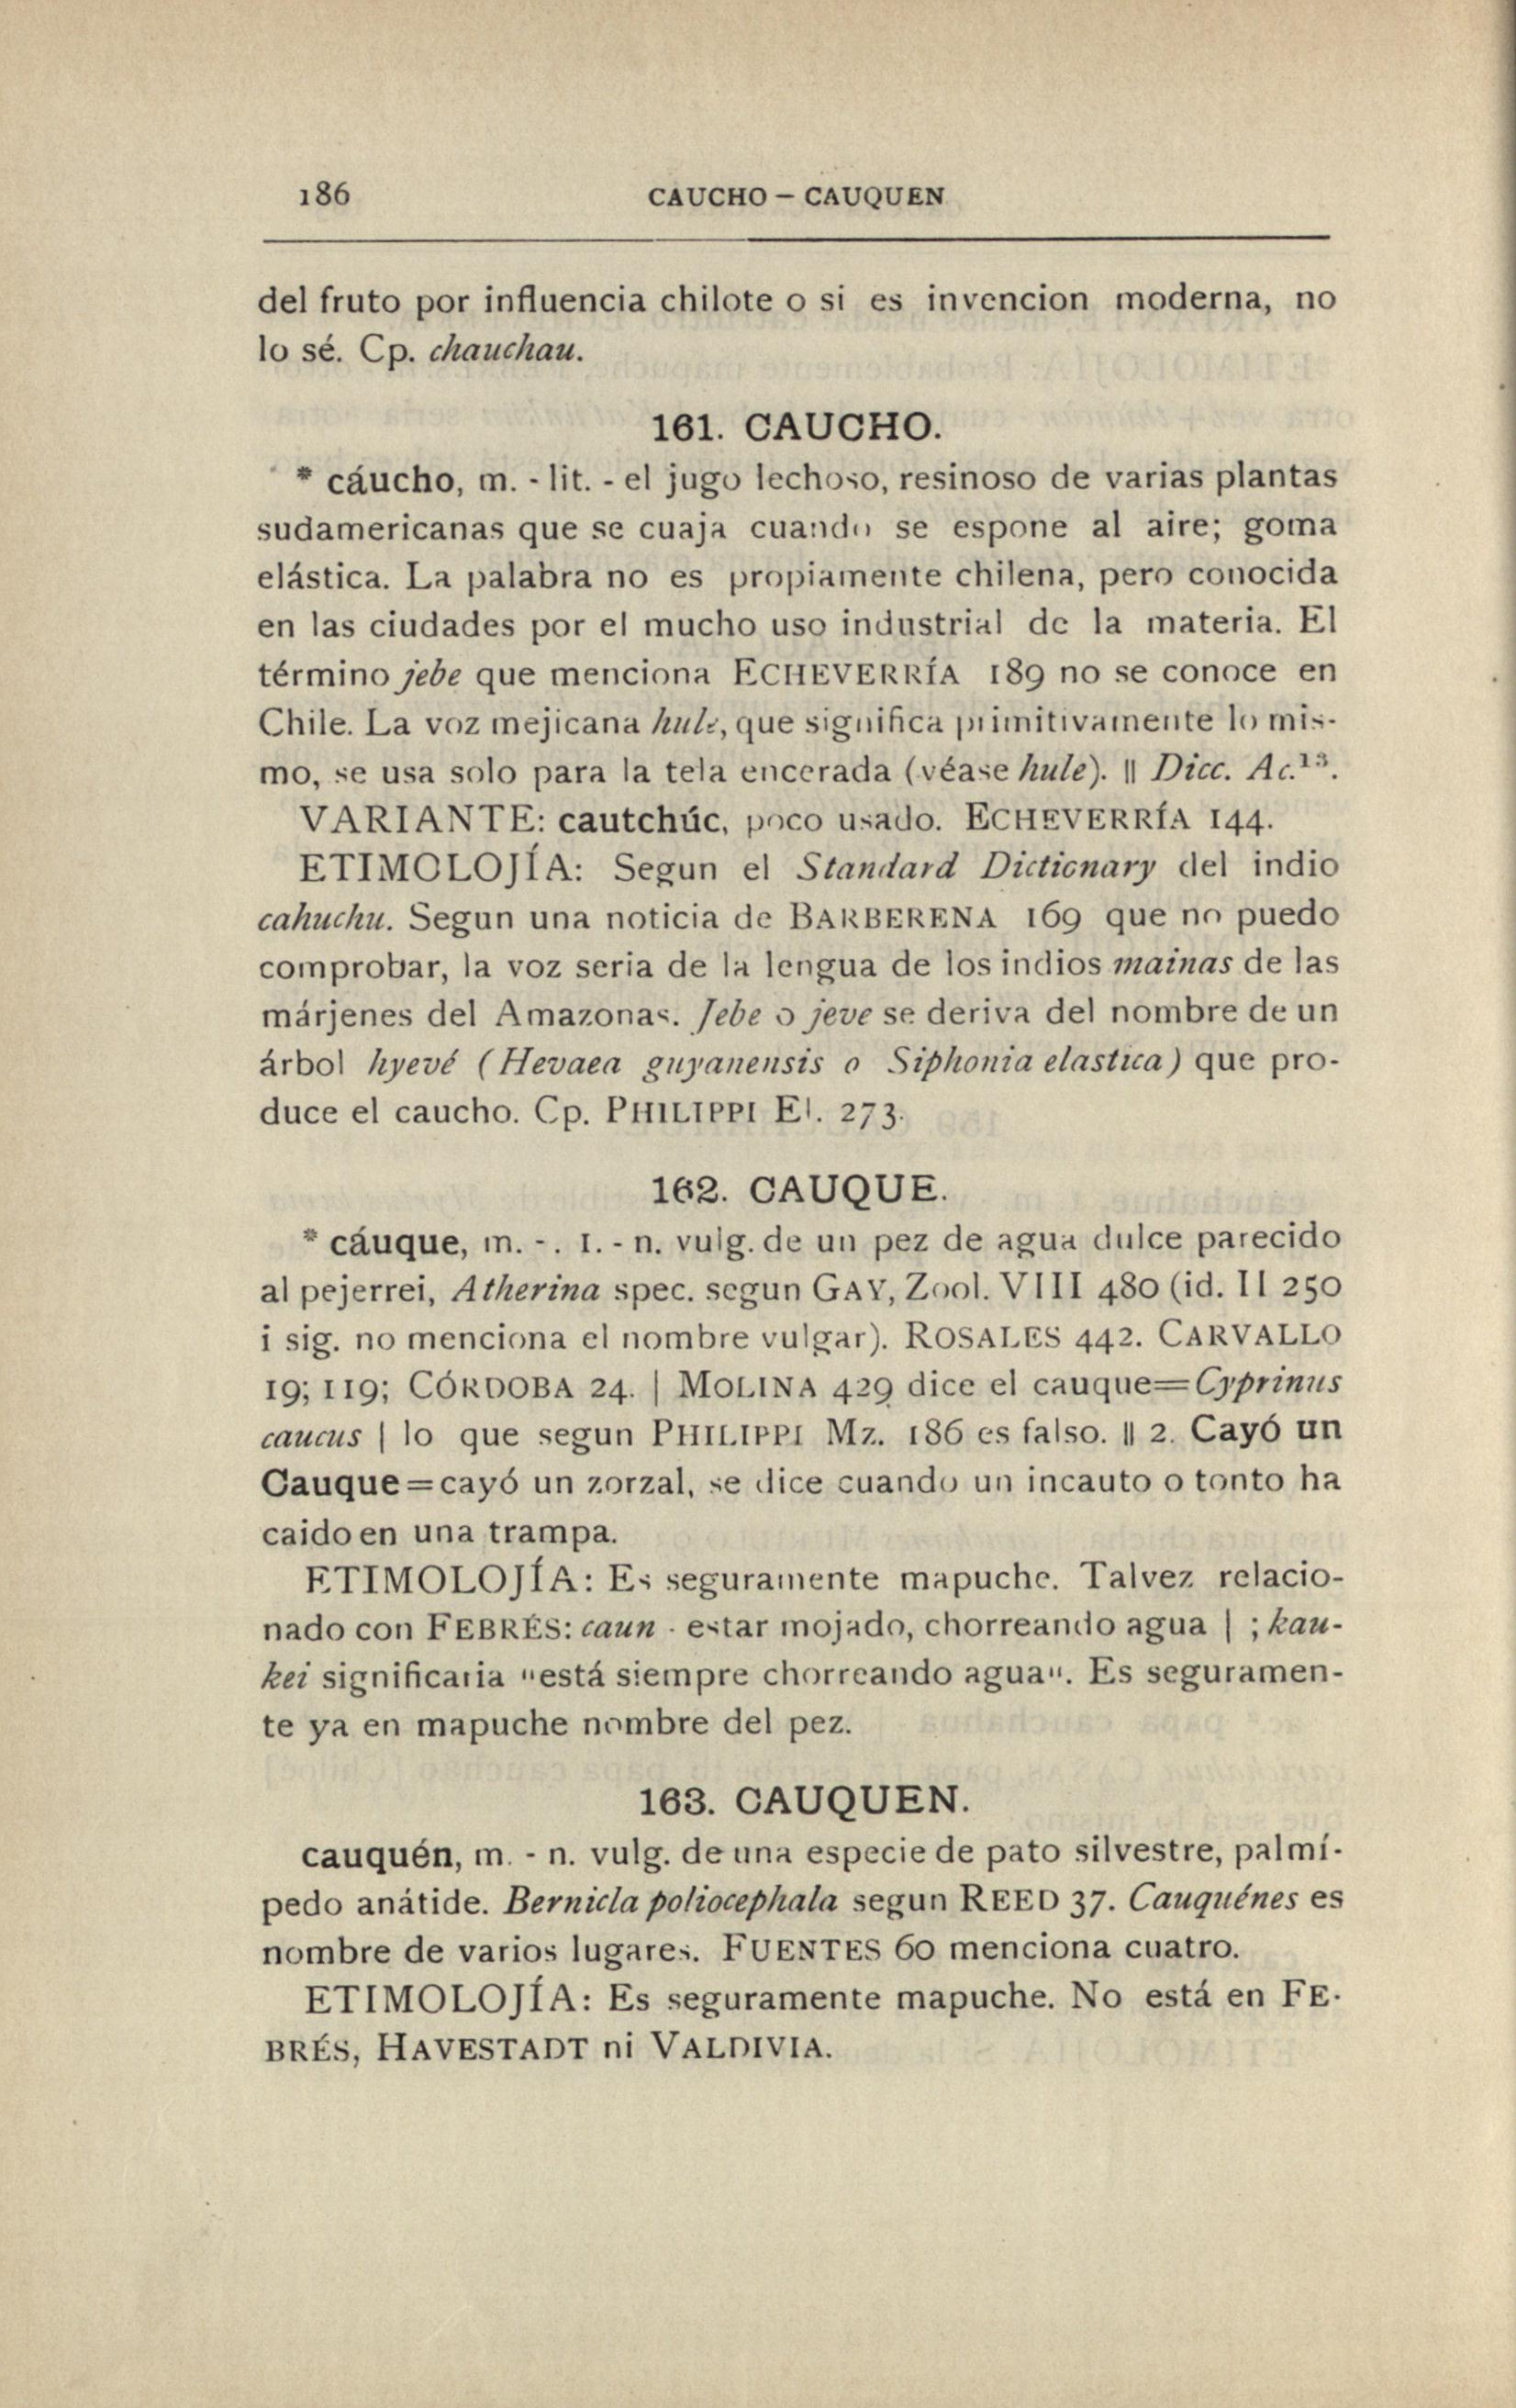 186
CAUCHO — CAUQUEN
del fruto por influencia chilote o si es invencion moderna, no
lo sé. Cp. chauchau.
161. CAUCHO.
* cáucho, m. - lit. - el jugo lechoso, resinoso de varias plantas
sudamericanas que se cuaja cuando se espone al aire; goma
elástica. La palabra no es propiamente chilena, pero conocida
en las ciudades por el mucho uso industrial de la materia. El
término jebe que menciona ECHEVERRÍA 189 no se conoce en
Chile. La voz mejicana hule, que significa primitivamente lo mis-
mo, se usa solo para la tela encerada (véase hule). || Dicc. Ac.¹³.
VARIANTE: cautchúc, poco usado. ECHEVERRÍA 144.
ETIMOLOJÍA: Segun el Standard Dictionary del indio
cahuchu. Segun una noticia de BARBERENA 169 que no puedo
comprobar, la voz seria de la lengua de los indios mainas de las
márjenes del Amazonas. Jebe o jeve se deriva del nombre de un
árbol hyevé (Hevaea guyanensis o Siphonia elastica) que pro-
duce el caucho. Cp. PHILIPPI El. 273.
162. CAUQUE.
* cáuque, m. -. 1. - n. vulg. de un pez de agua dulce parecido
al pejerrei, Atherina spec. segun GAY, Zool. VIII 480 (id. II 250
i sig. no menciona el nombre vulgar). ROSALES 442. CARVALLO
19; 119; CÓRDOBA 24. | MOLINA 429 dice el cauque=Cyprinus
caucus | lo que segun PHILIPPI Mz. 186 es falso. || 2. Cayó un
Cauque=cayó un zorzal, se dice cuando un incauto o tonto ha
caido en una trampa.
ETIMOLOJÍA: Es seguramente mapuche. Talvez relacio-
nado con FEBRÉS: caun - estar mojado, chorreando agua | ; kau-
kei significaria "está siempre chorreando agua". Es seguramen-
te ya en mapuche nombre del pez.
163. CAUQUEN.
cauquén, m. - n. vulg. de una especie de pato silvestre, palmí-
pedo anátide. Bernicla poliocephala segun REED 37. Cauquénes es
nombre de varios lugares. FUENTES 60 menciona cuatro.
ETIMOLOJÍA: Es seguramente mapuche. No está en FE-
BRÉS, HAVESTADT ni VALDIVIA.